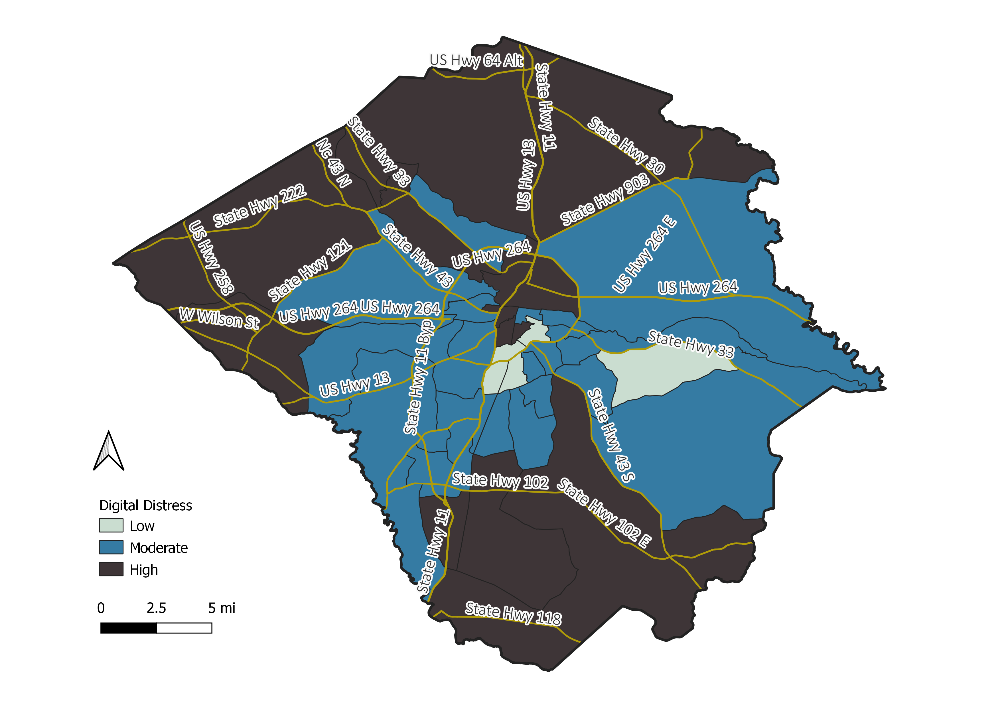 US Hwy 64 Alt
State Hwy 11
State Hwy 33
State Hwy 30
Nc 43 N
US Hwy 13
State Hwy 903
State Hwy 222
US Hwy 258
State Hwy 121
State Hwy 43
US Hwy 264
US Hwy 264 E
US Hwy 264
W Wilson St
US Hwy 264
US Hwy 264
State Hwy 11 Byp
State Hwy 33
US Hwy 13
State Hwy 43 S
State Hwy 102
State Hwy 102 E
State Hwy 11
State Hwy 118
Digital Distress
Low
Moderate
High
0 2.5 5 mi